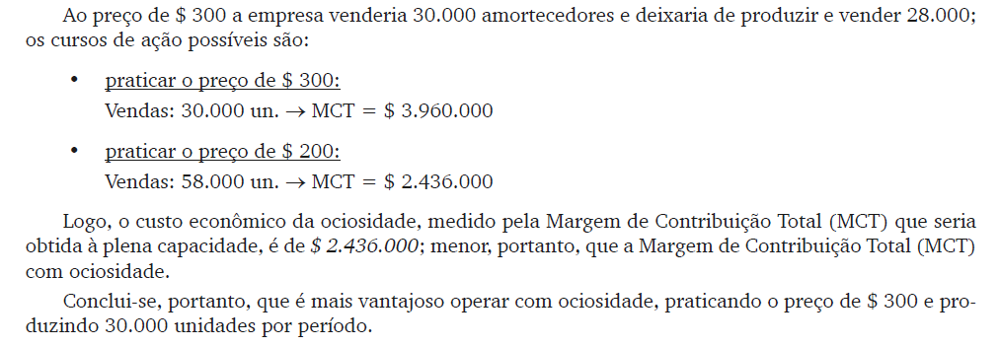 Ao preço de $ 300 a empresa venderia 30.000 amortecedores e deixaria de produzir e vender 28.000;
os cursos de ação possíveis são:
• praticar o preço de $ 300:
Vendas: 30.000 un. → MCT = $ 3.960.000
• praticar o preço de $ 200:
Vendas: 58.000 un. → MCT = $ 2.436.000
Logo, o custo econômico da ociosidade, medido pela Margem de Contribuição Total (MCT) que seria
obtida à plena capacidade, é de $ 2.436.000; menor, portanto, que a Margem de Contribuição Total (MCT)
com ociosidade.
Conclui-se, portanto, que é mais vantajoso operar com ociosidade, praticando o preço de $ 300 e pro-
duzindo 30.000 unidades por período.